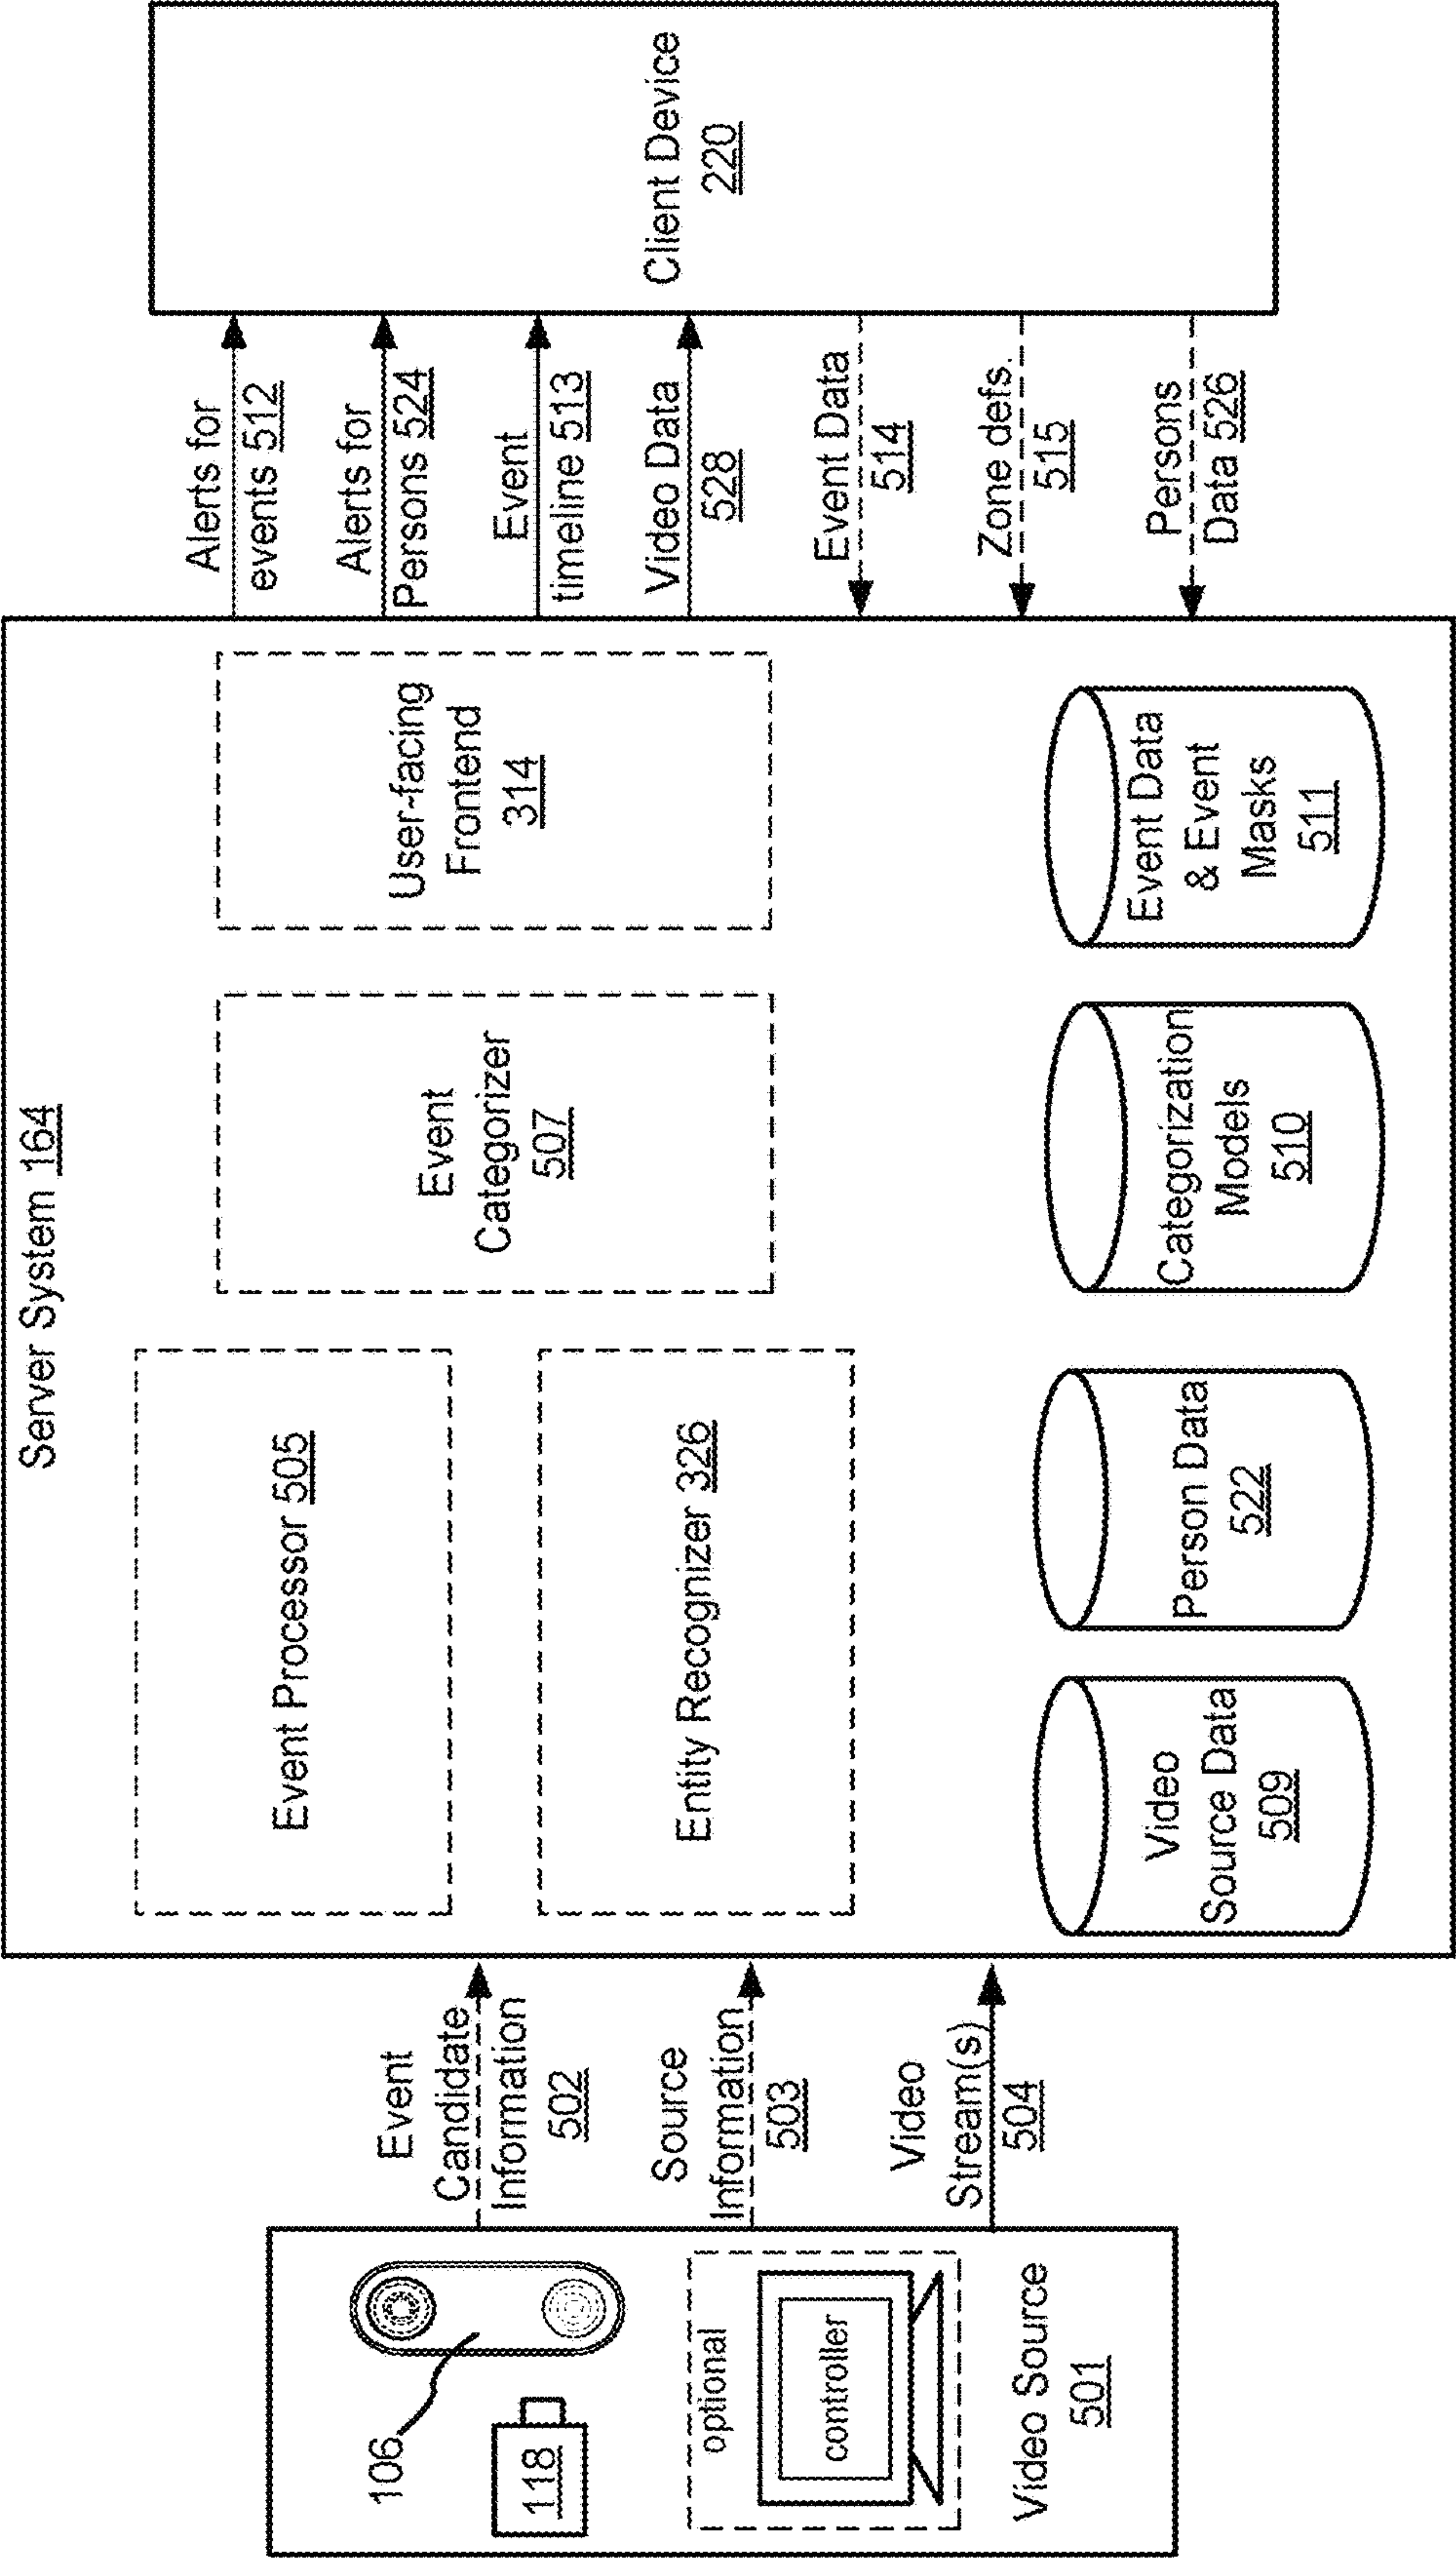 Server System 164
Event Processor 505
Entity Recognizer 326
Event
Categorizer
507
User-facing
Frontend
314
Video
Source Data
509
Person Data
522
Categorization
Models
510
Event Data
& Event
Masks
511
106
118
optional
controller
Video Source
501
Event
Candidate
Information
502
Source
Information
503
Video
Stream(s)
504
Alerts for
events 512
Alerts for
Persons 524
Event
timeline 513
Video Data
528
Event Data
514
Zone defs.
515
Persons
Data 526
Client Device
220